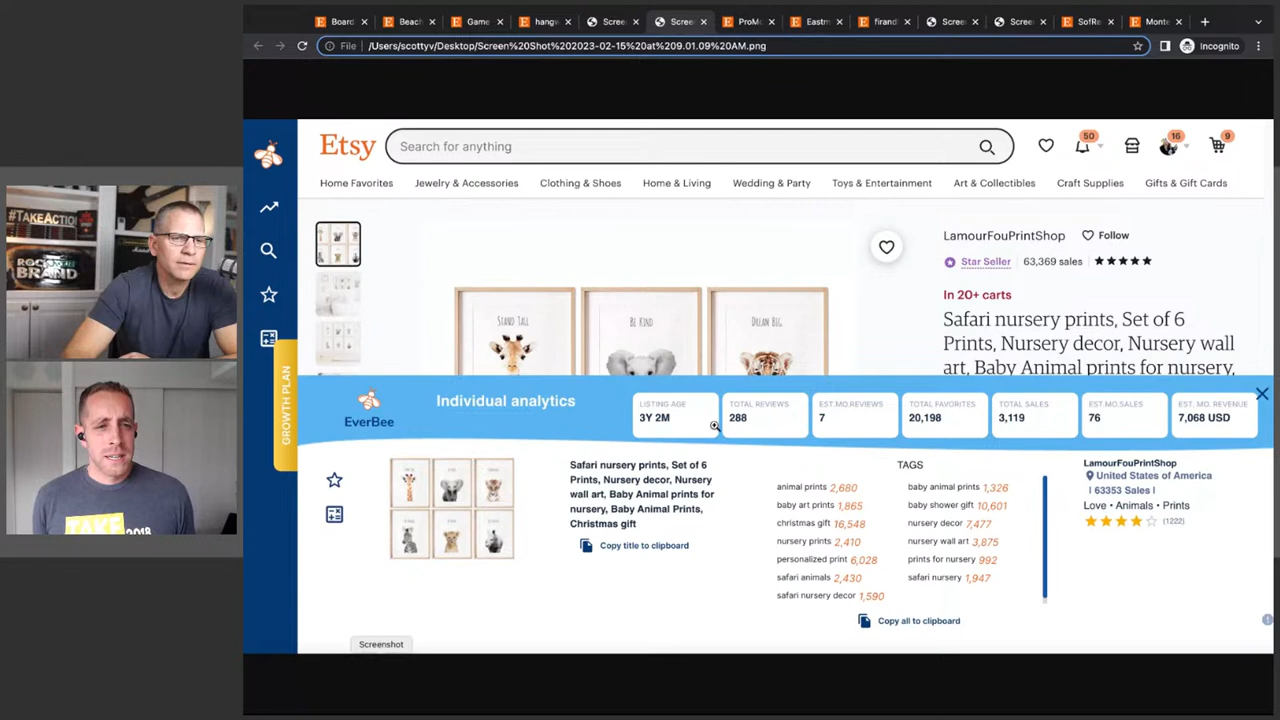 Board
Beach
Game
hangw
Scree
Scree
ProMo
Eastm
firandl
Scree
Scree
SofRe
Monte
File
/Users/scottyv/Desktop/Screen%20Shot%202023-02-15%20at%209.01.09%20AM.png
Incognito
#TAKEACTIO
ROCK
BRAND
TAKE
2018
Etsy
Search for anything
50
16
9
Home Favorites
Jewelry & Accessories
Clothing & Shoes
Home & Living
Wedding & Party
Toys & Entertainment
Art & Collectibles
Craft Supplies
Gifts & Gift Cards
STAND TALL
BE KIND
DREAM BIG
LamourFouPrintShop
Follow
Star Seller
63,369 sales
In 20+ carts
Safari nursery prints, Set of 6
Prints, Nursery decor, Nursery wall
art, Baby Animal prints for nursery,
GROWTH PLAN
EverBee
Individual analytics
LISTING AGE
3Y 2M
TOTAL REVIEWS
288
EST.MO.REVIEWS
7
TOTAL FAVORITES
20,198
TOTAL SALES
3,119
EST.MO.SALES
76
EST. MO. REVENUE
7,068 USD
Safari nursery prints, Set of 6
Prints, Nursery decor, Nursery
wall art, Baby Animal prints for
nursery, Baby Animal Prints,
Christmas gift
Copy title to clipboard
TAGS
animal prints 2,680
baby art prints 1,865
christmas gift 16,548
nursery prints 2,410
personalized print 6,028
safari animals 2,430
safari nursery decor 1,590
baby animal prints 1,326
baby shower gift 10,601
nursery decor 7,477
nursery wall art 3,875
prints for nursery 992
safari nursery 1,947
Copy all to clipboard
LamourFouPrintShop
United States of America
| 63353 Sales |
Love • Animals • Prints
(1222)
Screenshot